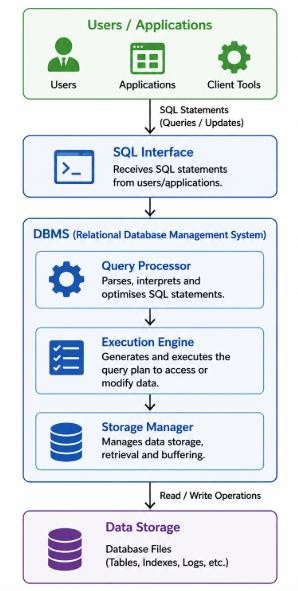 Users / Applications
Users
Applications
Client Tools
SQL Statements
(Queries / Updates)
SQL Interface
Receives SQL statements
from users/applications.
DBMS (Relational Database Management System)
Query Processor
Parses, interprets and
optimises SQL statements.
Execution Engine
Generates and executes the
query plan to access or
modify data.
Storage Manager
Manages data storage,
retrieval and buffering.
Read / Write Operations
Data Storage
Database Files
(Tables, Indexes, Logs, etc.)